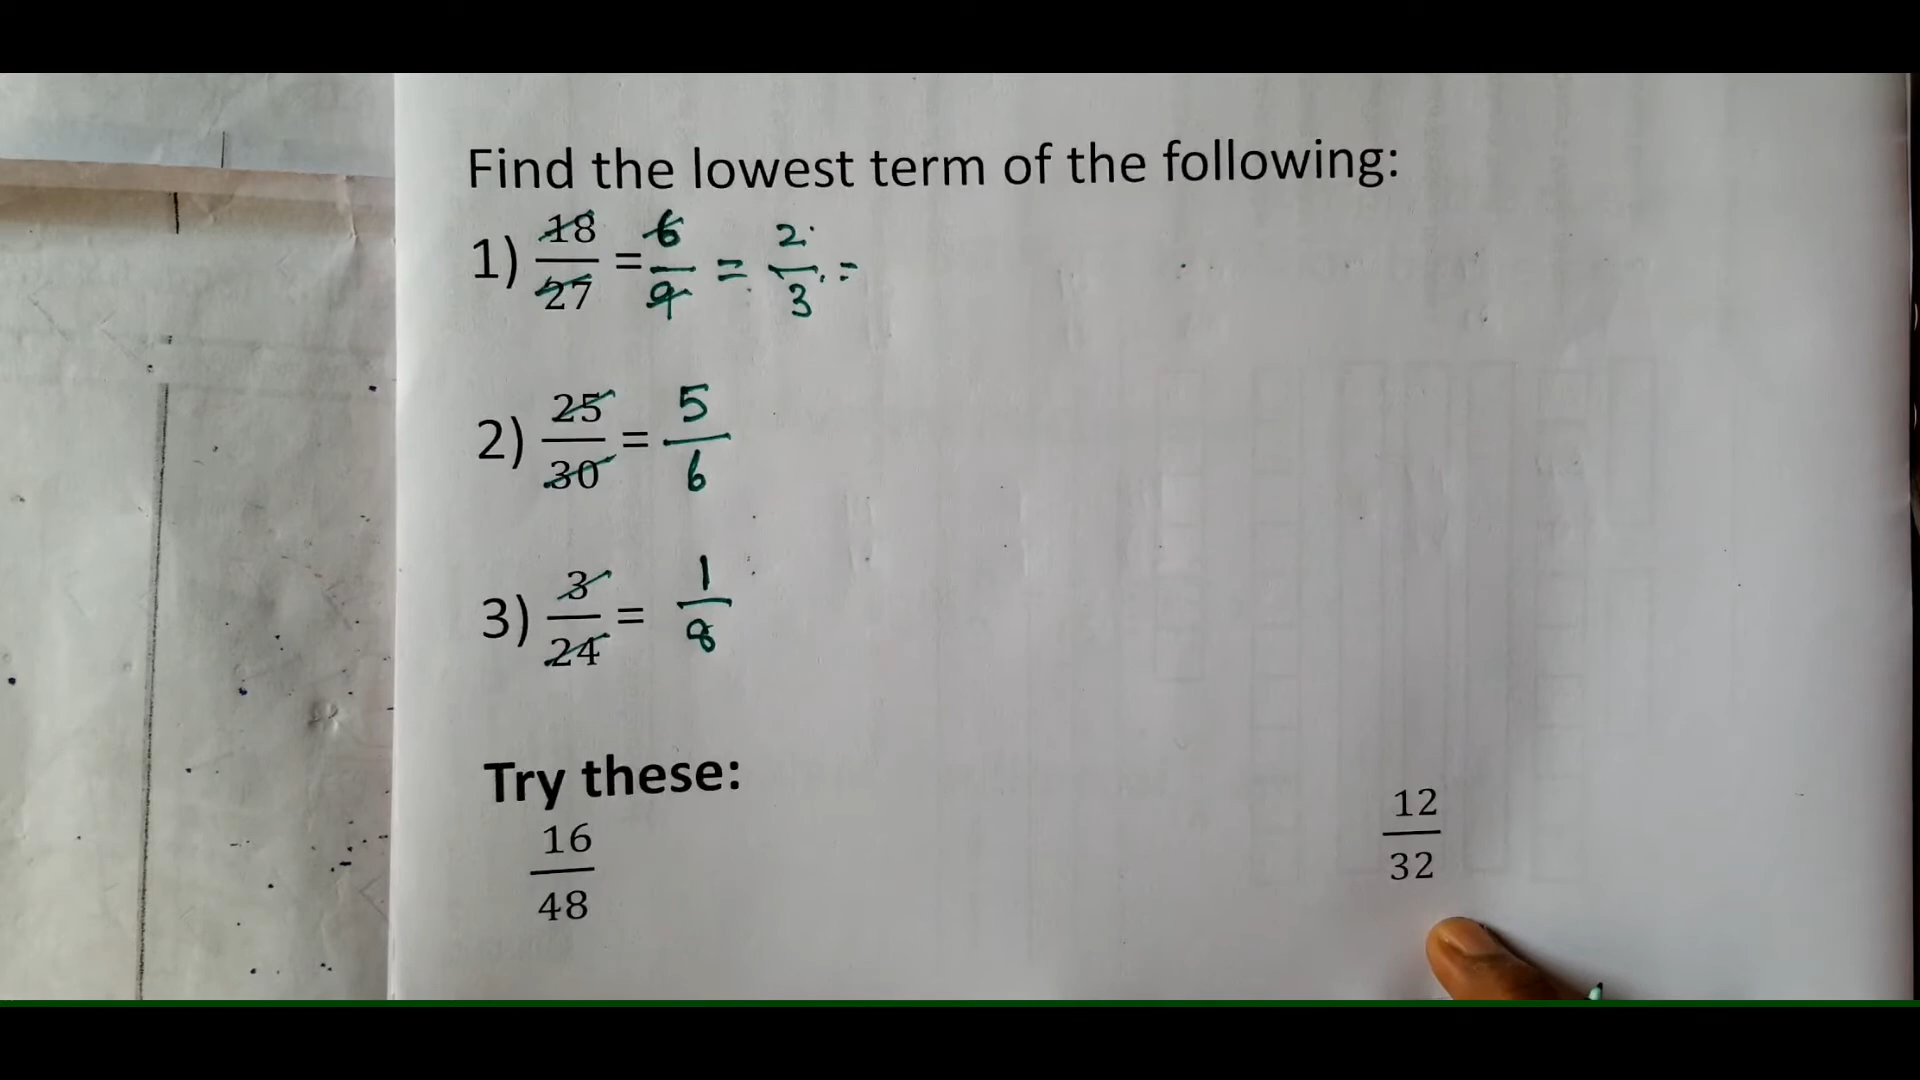 Find the lowest term of the following:
1) 18/27 = 6/9 = 2/3 =
2) 25/30 = 5/6
3) 3/24 = 1/8
Try these:
16/48 12/32